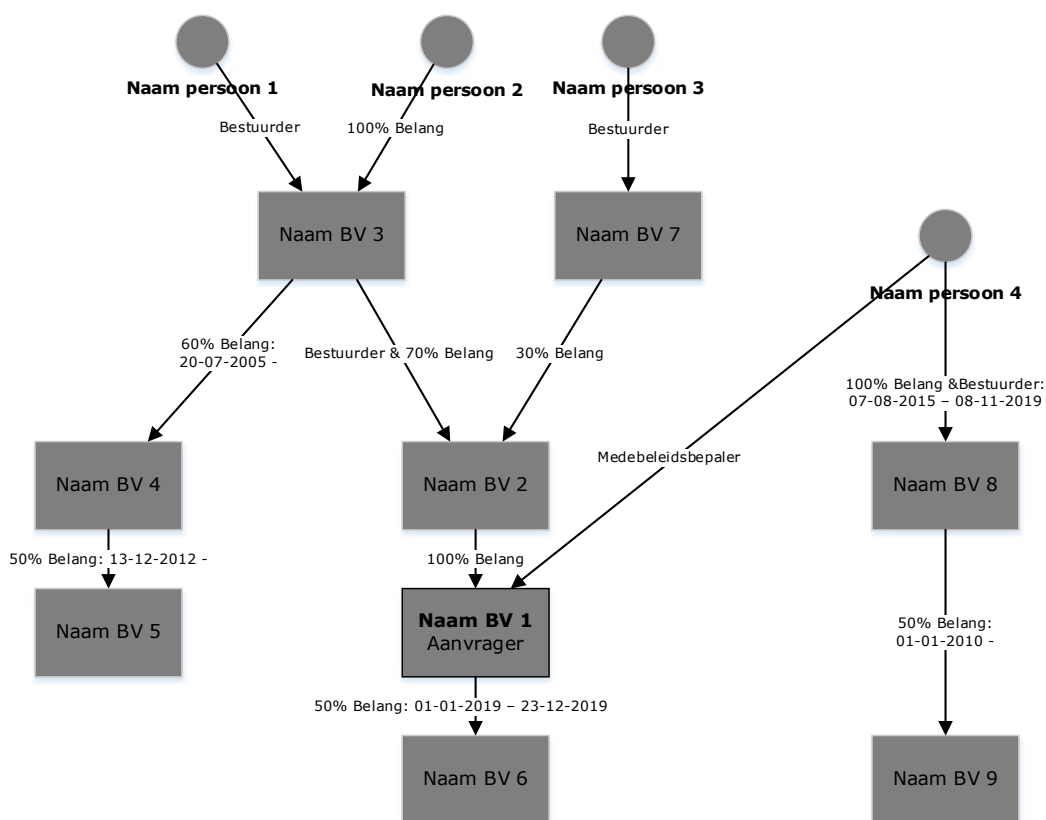 Naam persoon 1
Naam persoon 2
Naam persoon 3
Bestuurder
100% Belang
Bestuurder
Naam BV 3
Naam BV 7
Naam persoon 4
60% Belang:
20-07-2005 -
Bestuurder & 70% Belang
30% Belang
100% Belang &Bestuurder:
07-08-2015 – 08-11-2019
Medebeleidsbepaler
Naam BV 4
Naam BV 2
Naam BV 8
50% Belang: 13-12-2012 -
100% Belang
Naam BV 5
Naam BV 1
Aanvrager
50% Belang:
01-01-2010 -
50% Belang: 01-01-2019 – 23-12-2019
Naam BV 6
Naam BV 9